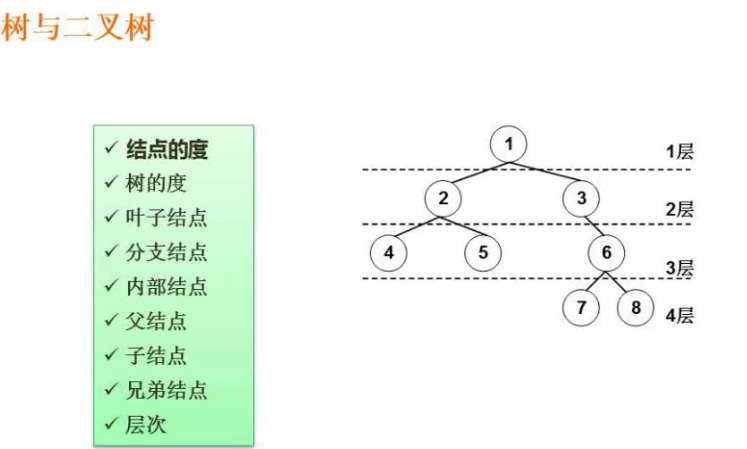 树与二叉树
✓ 结点的度
✓ 树的度
✓ 叶子结点
✓ 分支结点
✓ 内部结点
✓ 父结点
✓ 子结点
✓ 兄弟结点
✓ 层次
1
1层
2
3
2层
4
5
6
3层
7
8
4层